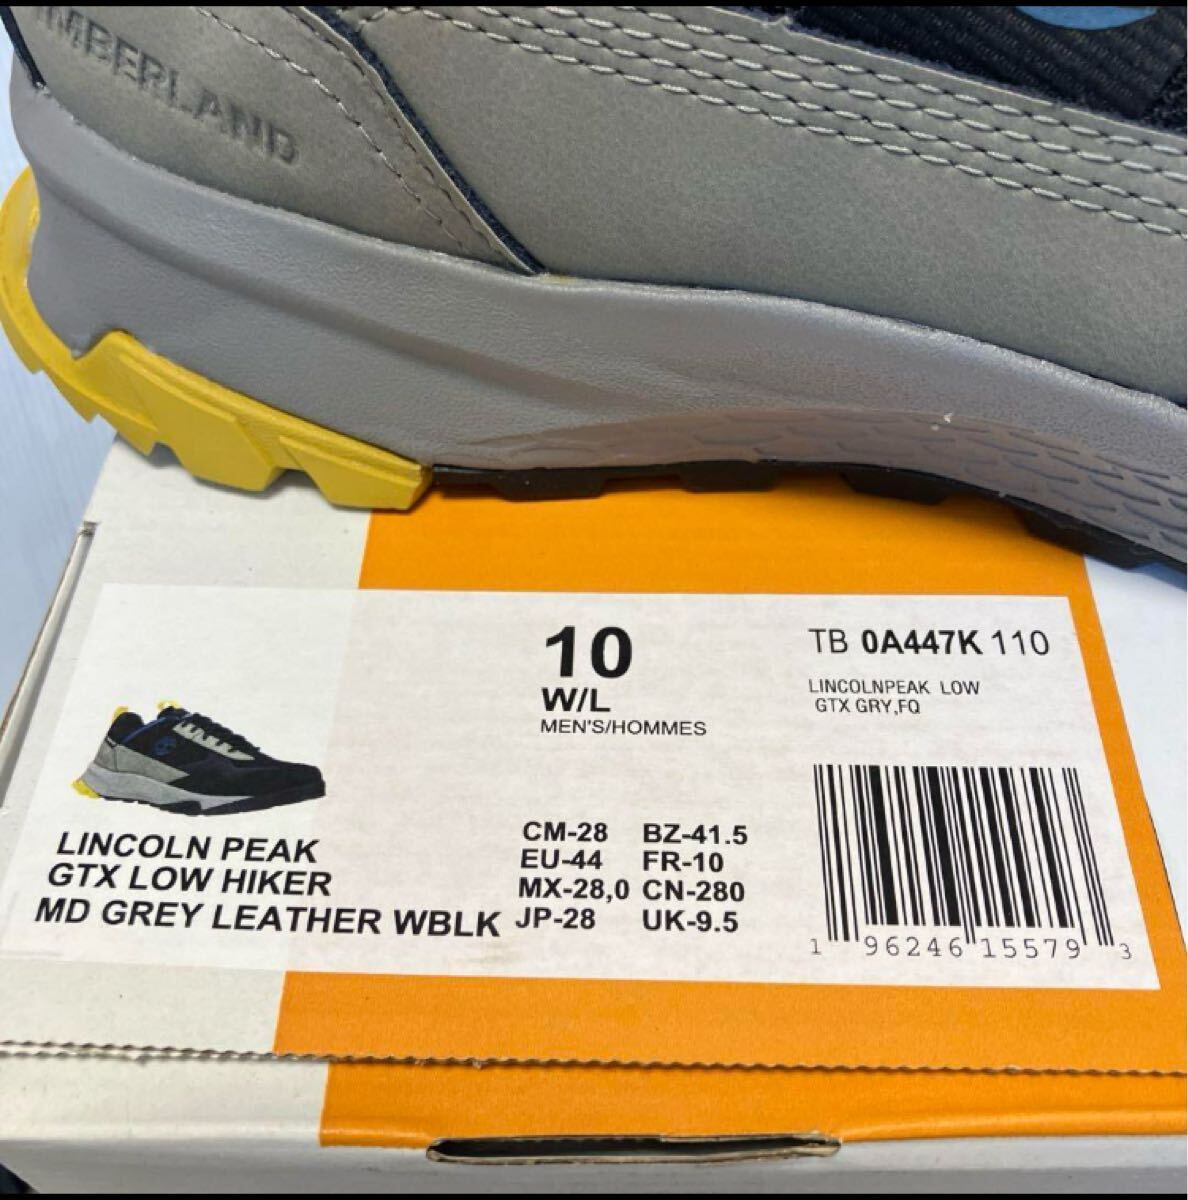 TIMBERLAND
10
W/L
MEN'S/HOMMES
TB 0A447K 110
LINCOLNPEAK LOW
GTX GRY,FQ
LINCOLN PEAK
GTX LOW HIKER
MD GREY LEATHER WBLK
CM-28 BZ-41.5
EU-44 FR-10
MX-28,0 CN-280
JP-28 UK-9.5
1 96246 15579 3